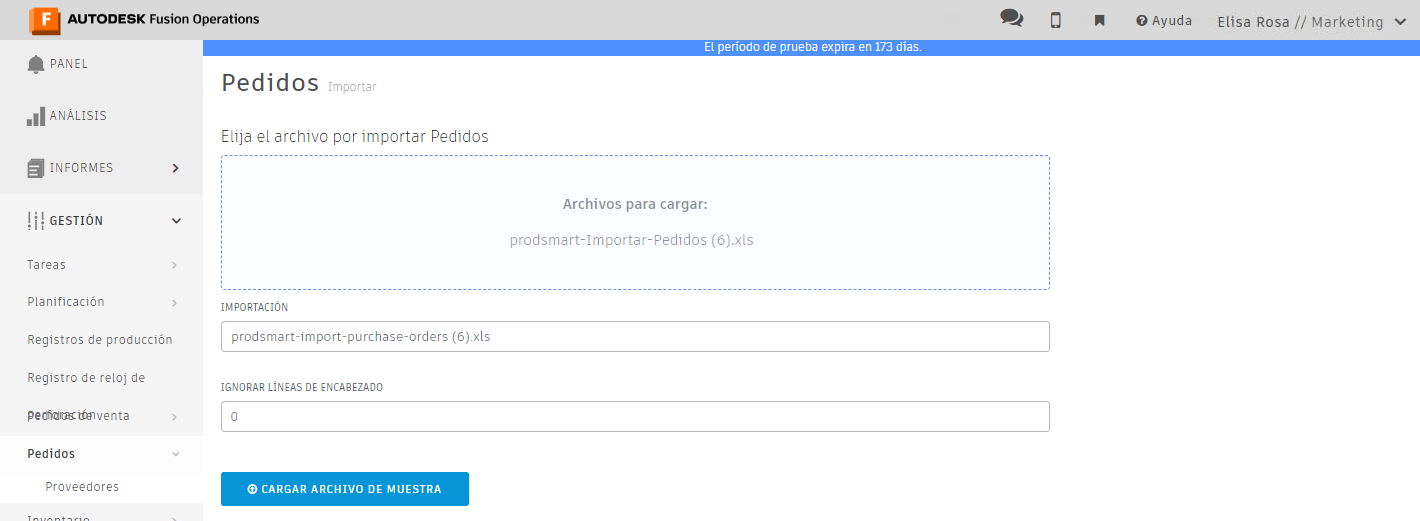 F AUTODESK Fusion Operations
Ayuda
Elisa Rosa // Marketing
El período de prueba expira en 173 días.
PANEL
ANÁLISIS
INFORMES
GESTIÓN
Tareas
Planificación
Registros de producción
Registro de reloj de
perforación
Pedidos de venta
Pedidos
Proveedores
Inventario
Pedidos Importar
Elija el archivo por importar Pedidos
Archivos para cargar:
prodsmart-Importar-Pedidos (6).xls
IMPORTACIÓN
prodsmart-import-purchase-orders (6).xls
IGNORAR LÍNEAS DE ENCABEZADO
0
CARGAR ARCHIVO DE MUESTRA